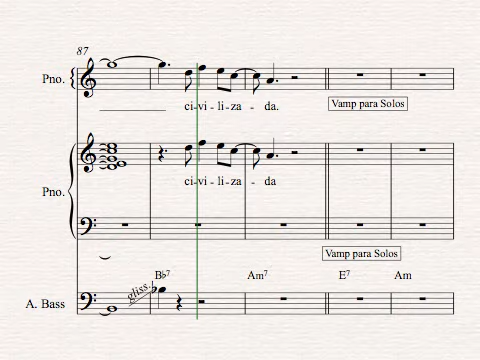 87
Pno.
ci - vi - li - za - da.
Vamp para Solos
Pno.
ci - vi - li - za - da
Vamp para Solos
gliss.
B♭7 Am7 E7 Am
A. Bass